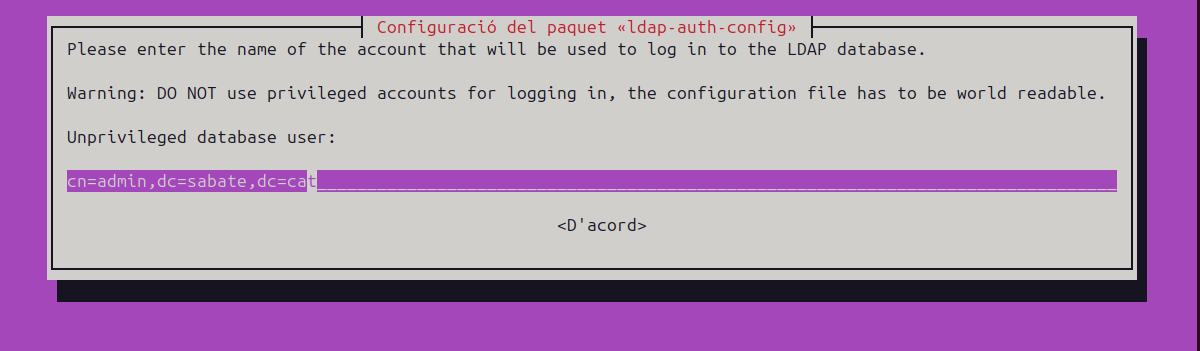 Configuració del paquet «ldap-auth-config»
Please enter the name of the account that will be used to log in to the LDAP database.
Warning: DO NOT use privileged accounts for logging in, the configuration file has to be world readable.
Unprivileged database user:
cn=admin,dc=sabate,dc=cat
<D'acord>